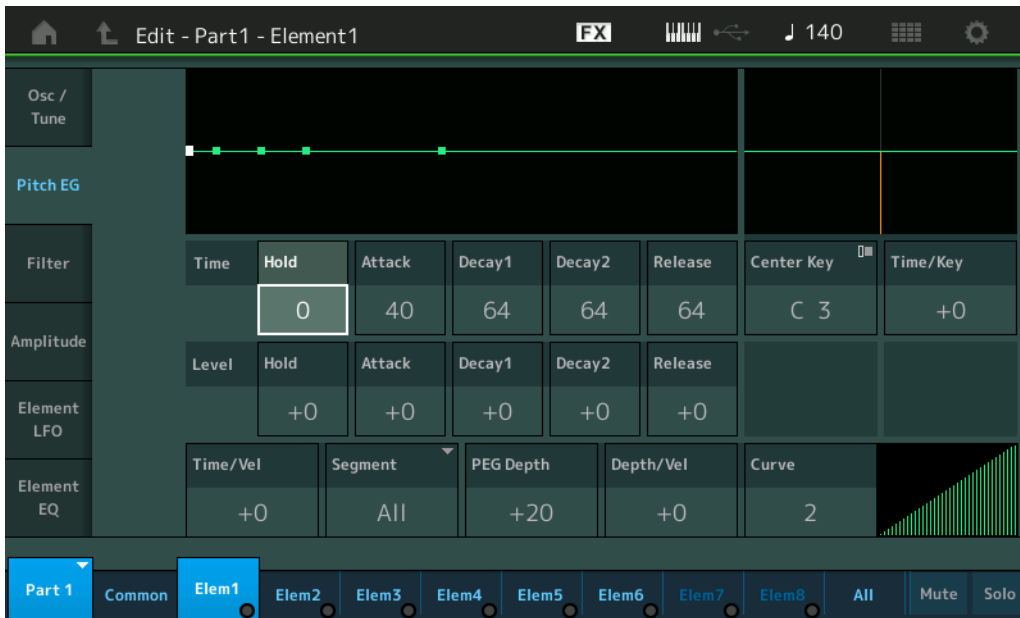 Edit - Part1 - Element1 FX ♩ 140
Osc /
Tune
Pitch EG
Filter
Amplitude
Element
LFO
Element
EQ
Time Hold Attack Decay1 Decay2 Release Center Key Time/Key
0 40 64 64 64 C 3 +0
Level Hold Attack Decay1 Decay2 Release
+0 +0 +0 +0 +0
Time/Vel Segment PEG Depth Depth/Vel Curve
+0 All +20 +0 2
Part 1 Common Elem1 Elem2 Elem3 Elem4 Elem5 Elem6 Elem7 Elem8 All Mute Solo